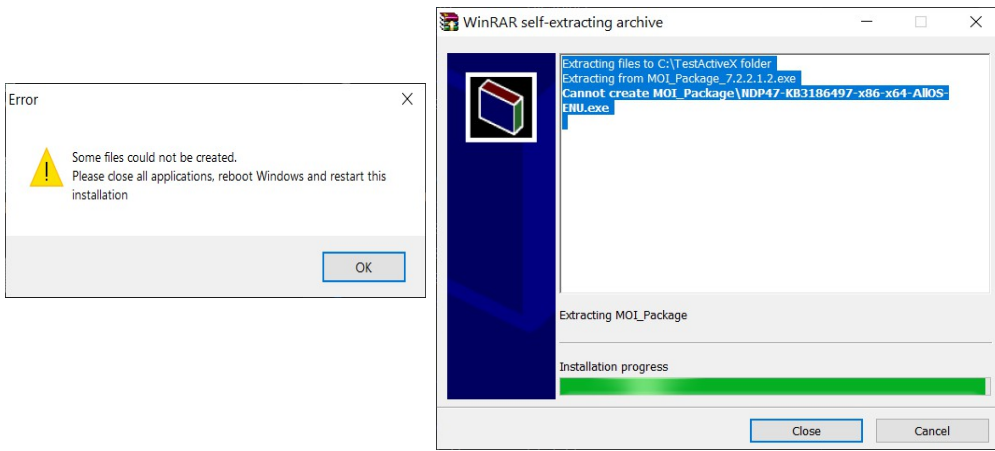 Error
Some files could not be created.
Please close all applications, reboot Windows and restart this
installation
OK
WinRAR self-extracting archive
Extracting files to C:\TestActiveX folder
Extracting from MOI_Package_7.2.2.1.2.exe
Cannot create MOI_Package\NDP47-KB3186497-x86-x64-AllOS-
ENU.exe
Extracting MOI_Package
Installation progress
Close
Cancel